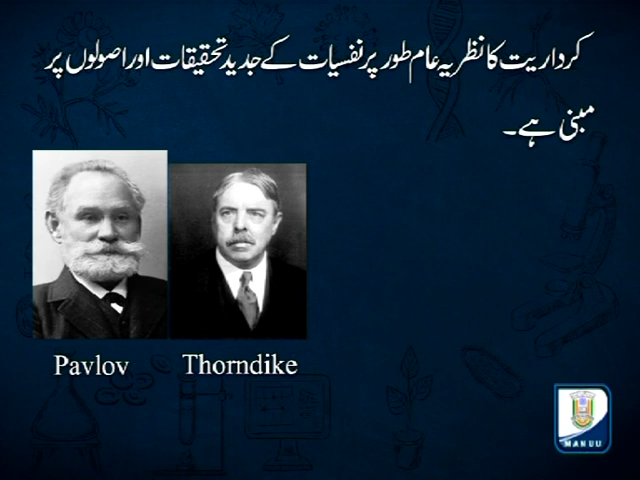 کرداریت کا نظریہ عام طور پر نفسیات کے جدید تحقیقات اور اصولوں پر
مبنی ہے۔
Pavlov Thorndike
MANUU